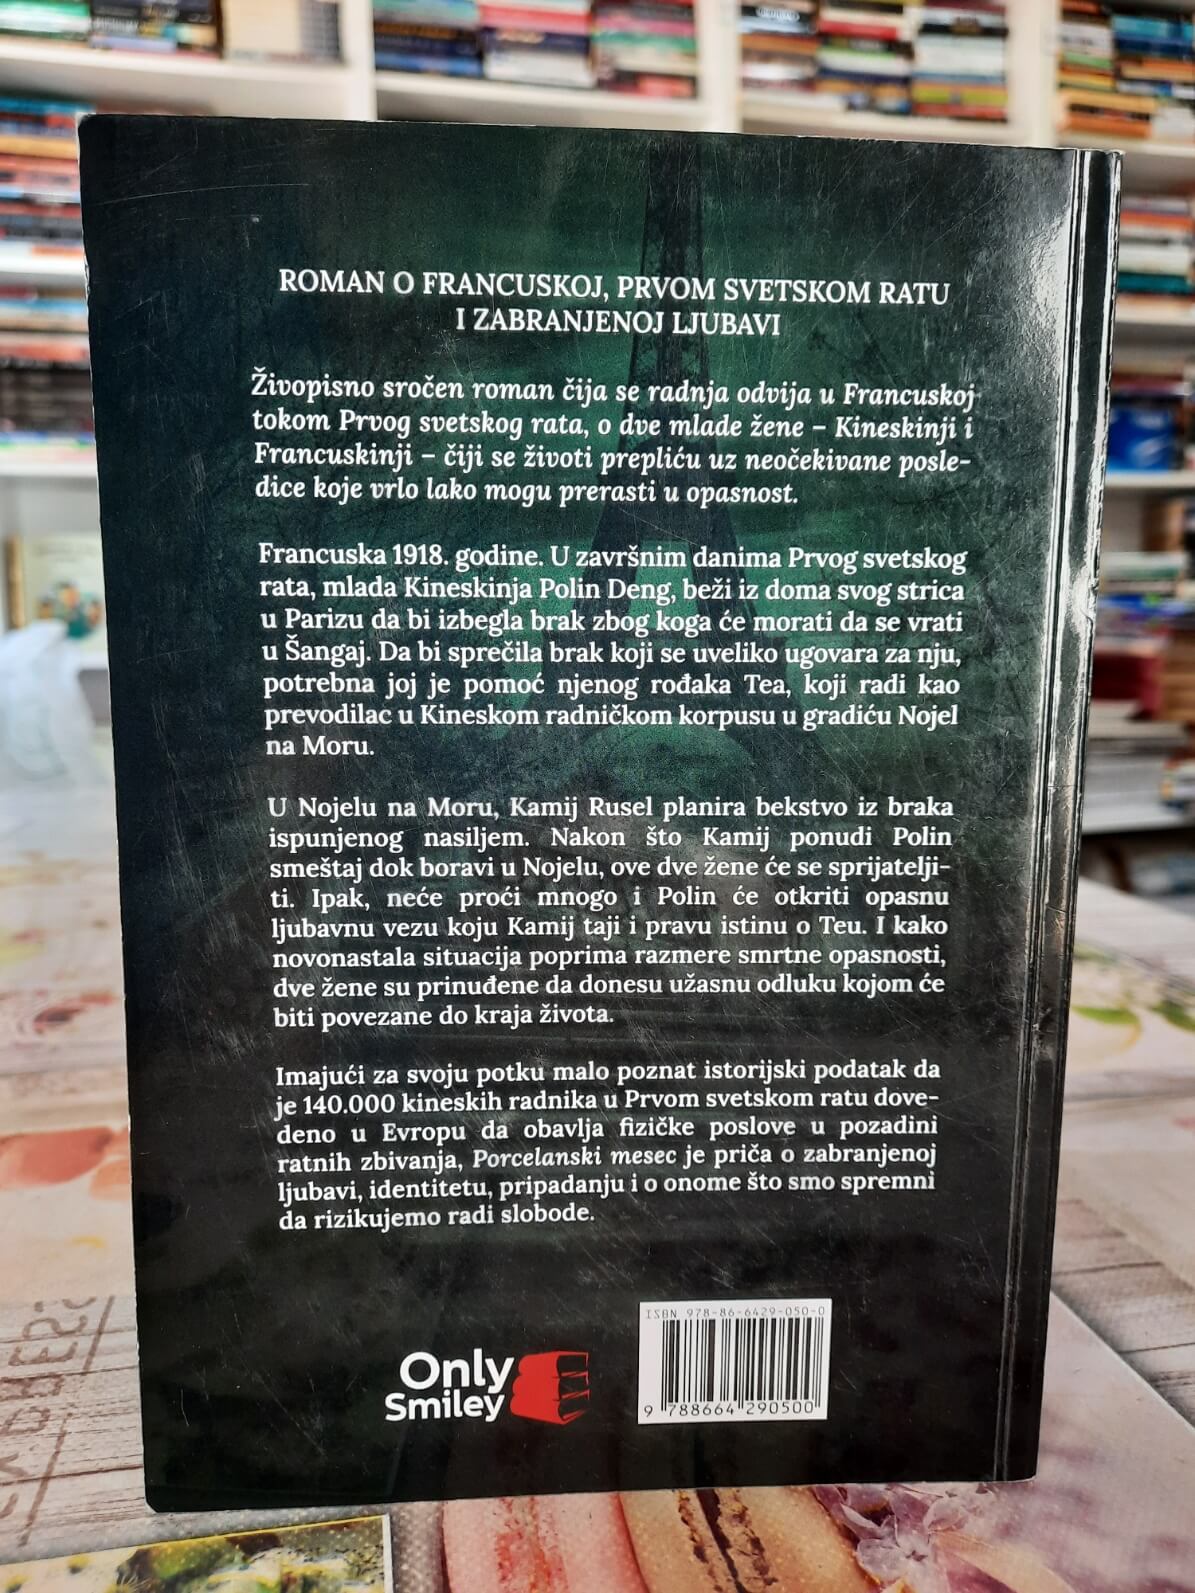 ROMAN O FRANCUSKOJ, PRVOM SVETSKOM RATU
I ZABRANJENOJ LJUBAVI
Živopisno sročen roman čija se radnja odvija u Francuskoj
tokom Prvog svetskog rata, o dve mlade žene – Kineskinji i
Francuskinji – čiji se životi prepliću uz neočekivane posle-
dice koje vrlo lako mogu prerasti u opasnost.
Francuska 1918. godine. U završnim danima Prvog svetskog
rata, mlada Kineskinja Polin Deng, beži iz doma svog strica
u Parizu da bi izbegla brak zbog koga će morati da se vrati
u Šangaj. Da bi sprečila brak koji se uveliko ugovara za nju,
potrebna joj je pomoć njenog rođaka Tea, koji radi kao
prevodilac u Kineskom radničkom korpusu u gradiću Nojel
na Moru.
U Nojelu na Moru, Kamij Rusel planira bekstvo iz braka
ispunjenog nasiljem. Nakon što Kamij ponudi Polin
smeštaj dok boravi u Nojelu, ove dve žene će se sprijatelji-
ti. Ipak, neće proći mnogo i Polin će otkriti opasnu
ljubavnu vezu koju Kamij taji i pravu istinu o Teu. I kako
novonastala situacija poprima razmere smrtne opasnosti,
dve žene su prinuđene da donesu užasnu odluku kojom će
biti povezane do kraja života.
Imajući za svoju potku malo poznat istorijski podatak da
je 140.000 kineskih radnika u Prvom svetskom ratu dove-
deno u Evropu da obavlja fizičke poslove u pozadini
ratnih zbivanja, Porcelanski mesec je priča o zabranjenoj
ljubavi, identitetu, pripadanju i o onome što smo spremni
da rizikujemo radi slobode.
ISBN 978-86-6429-050-0
9 788664 290500
Only
Smiley